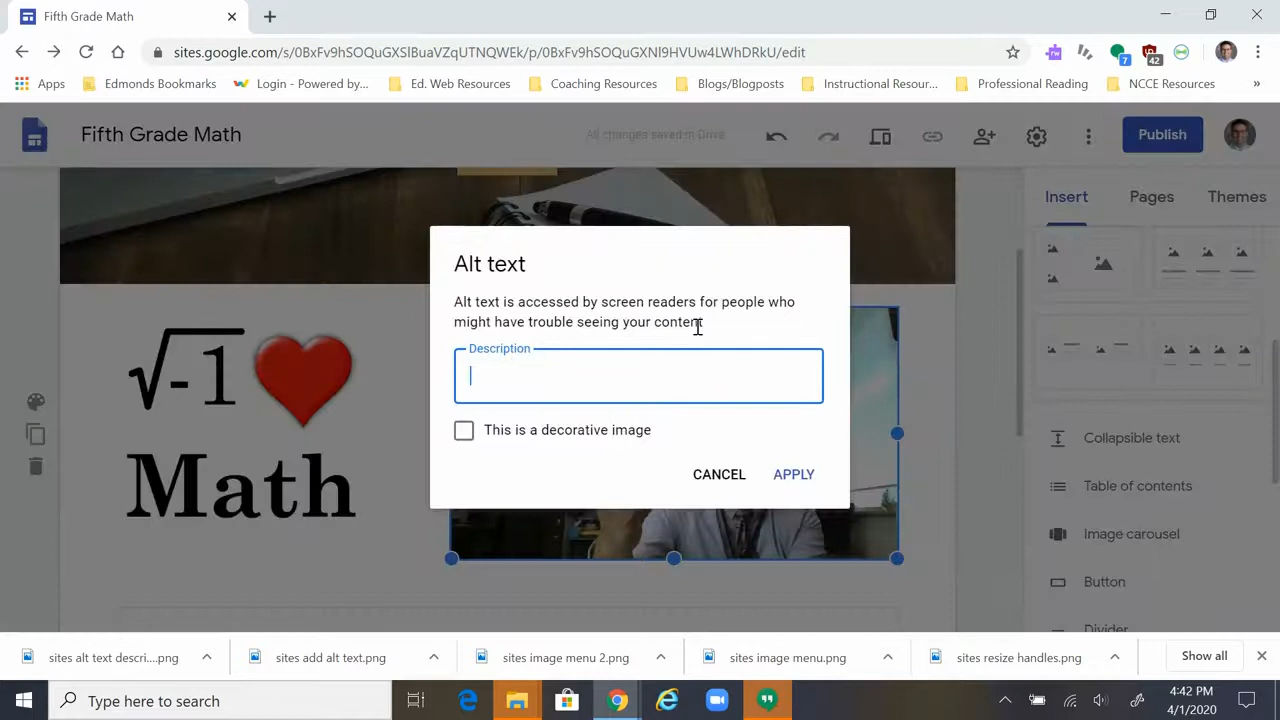 Fifth Grade Math
sites.google.com/s/0BxFv9hSOQuGXSlBuaVZqUTNQWEk/p/0BxFv9hSOQuGXNl9HVUw4LWhDRkU/edit
7
42
Apps
Edmonds Bookmarks
Login - Powered by...
Ed. Web Resources
Coaching Resources
Blogs/Blogposts
Instructional Resour...
Professional Reading
NCCE Resources
»
Fifth Grade Math
All changes saved in Drive
Publish
Insert
Pages
Themes
Alt text
Alt text is accessed by screen readers for people who
might have trouble seeing your content
Description
This is a decorative image
CANCEL
APPLY
√-1
Math
Collapsible text
Table of contents
Image carousel
Button
Divider
sites alt text descri....png
sites add alt text.png
sites image menu 2.png
sites image menu.png
sites resize handles.png
Show all
Type here to search
4:42 PM
4/1/2020